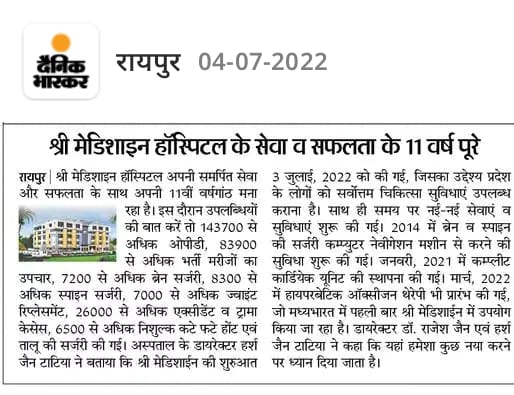 दैनिक
भास्कर
रायपुर 04-07-2022
श्री मेडिशाइन हॉस्पिटल के सेवा व सफलता के 11 वर्ष पूरे
रायपुर | श्री मेडिशाइन हॉस्पिटल अपनी समर्पित सेवा
और सफलता के साथ अपनी 11वीं वर्षगांठ मना
रहा है। इस दौरान उपलब्धियों
की बात करें तो 143700 से
अधिक ओपीडी, 83900
से अधिक भर्ती मरीजों का
उपचार, 7200 से अधिक ब्रेन सर्जरी, 8300 से
अधिक स्पाइन सर्जरी, 7000 से अधिक ज्वाइंट
रिप्लेसमेंट, 26000 से अधिक एक्सीडेंट व ट्रामा
केसेस, 6500 से अधिक निशुल्क कटे फटे होंट एवं
तालू की सर्जरी की गई। अस्पताल के डायरेक्टर हर्श
जैन टाटिया ने बताया कि श्री मेडिशाईन की शुरुआत
3 जुलाई, 2022 को की गई, जिसका उद्देश्य प्रदेश
के लोगों को सर्वोत्तम चिकित्सा सुविधाएं उपलब्ध
कराना है। साथ ही समय पर नई-नई सेवाएं व
सुविधाएं शुरू की गई। 2014 में ब्रेन व स्पाइन
की सर्जरी कम्प्युटर नेवीगेशन मशीन से करने की
सुविधा शुरू की गई। जनवरी, 2021 में कम्प्लीट
कार्डियेक यूनिट की स्थापना की गई। मार्च, 2022
में हायपरबेटिक ऑक्सीजन थेरेपी भी प्रारंभ की गई,
जो मध्यभारत में पहली बार श्री मेडिशाईन में उपयोग
किया जा रहा है। डायरेक्टर डॉ. राजेश जैन एवं हर्श
जैन टाटिया ने कहा कि यहां हमेशा कुछ नया करने
पर ध्यान दिया जाता है।